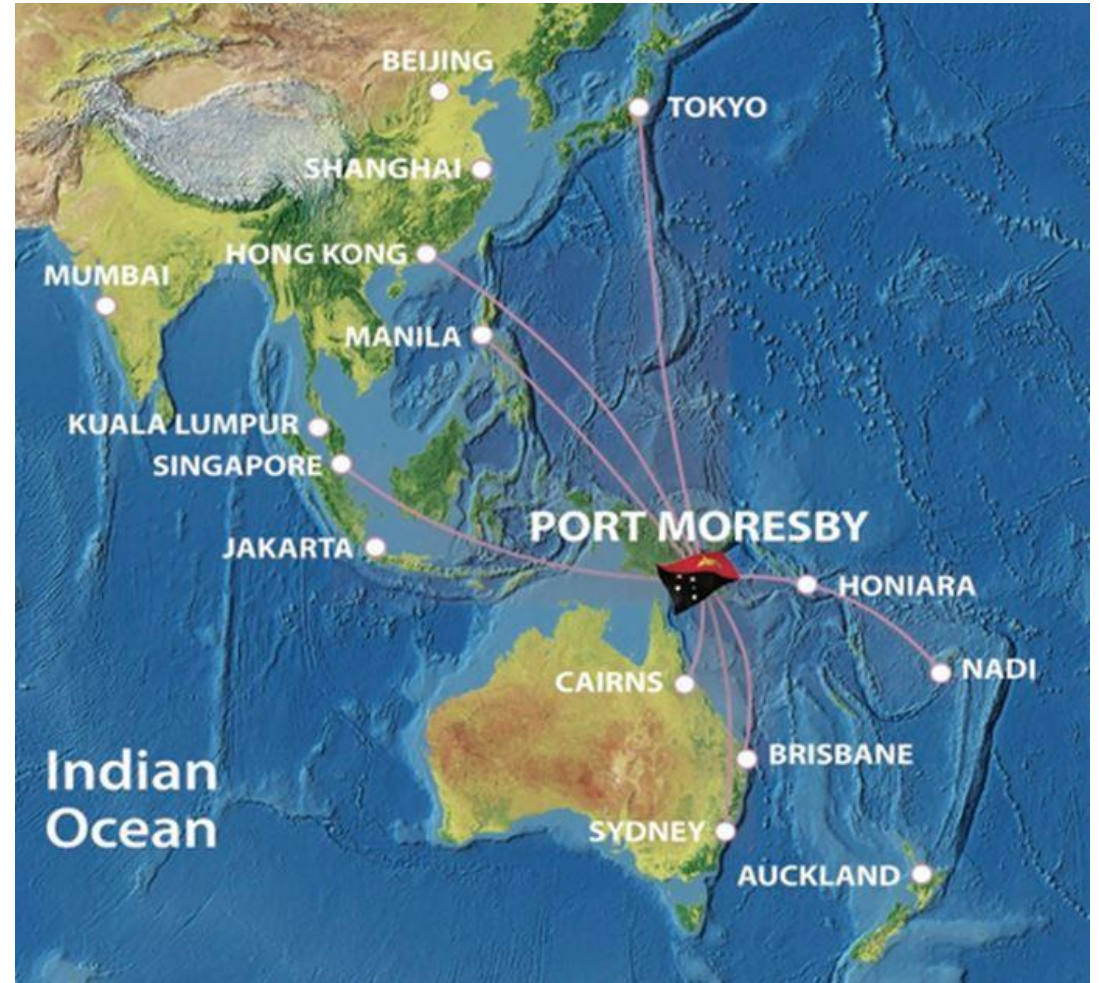 BEIJING
TOKYO
SHANGHAI
HONG KONG
MUMBAI
MANILA
KUALA LUMPUR
SINGAPORE
PORT MORESBY
JAKARTA
HONIARA
CAIRNS
NADI
BRISBANE
Indian
Ocean
SYDNEY
AUCKLAND